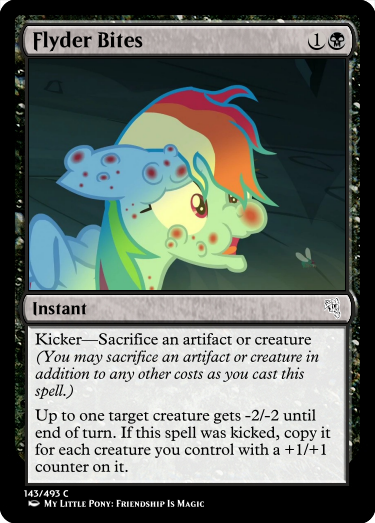 Flyder Bites 1
Instant
Kicker—Sacrifice an artifact or creature
(You may sacrifice an artifact or creature in
addition to any other costs as you cast this
spell.)
Up to one target creature gets -2/-2 until
end of turn. If this spell was kicked, copy it
for each creature you control with a +1/+1
counter on it.
143/493 C
My Little Pony: Friendship Is Magic